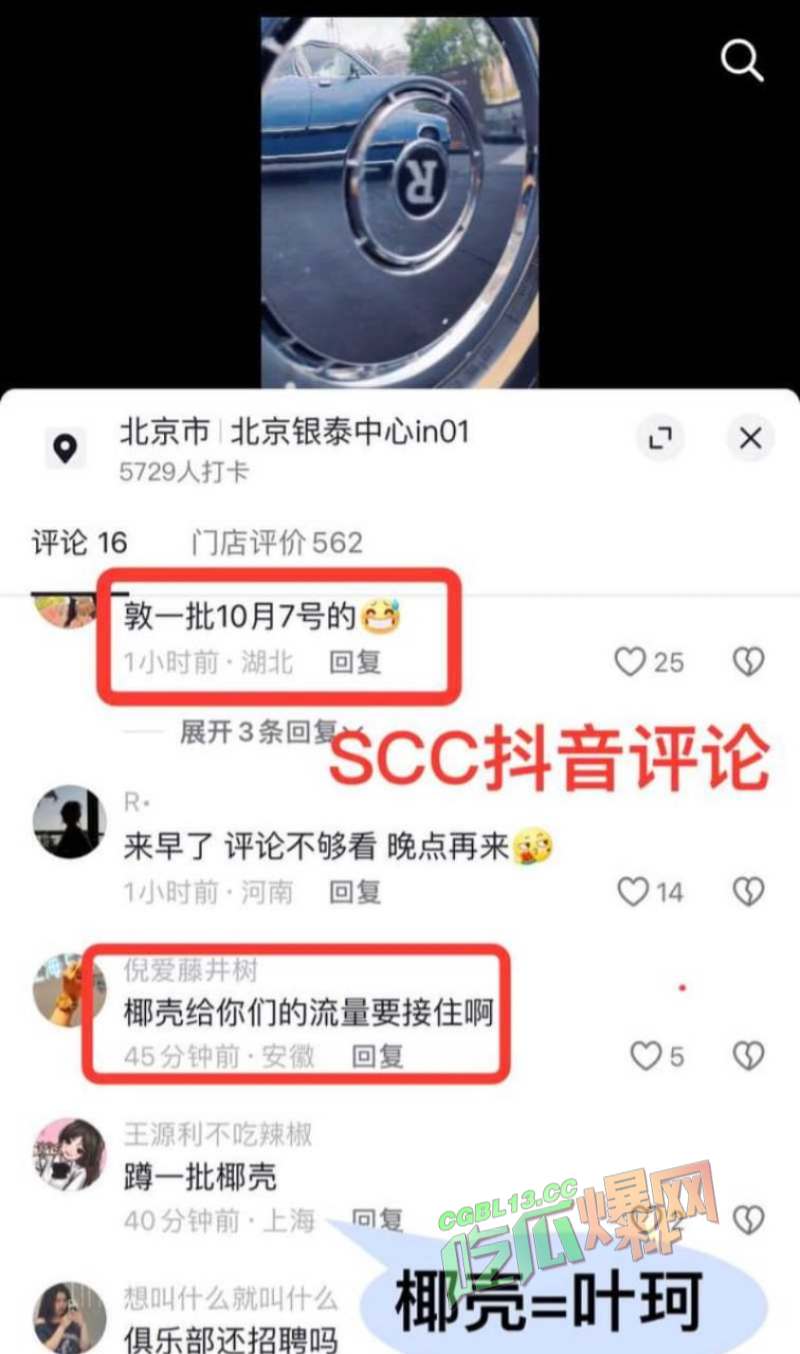 R
北京市 | 北京银泰中心in01
5729人打卡
评论 16
门店评价 562
敦一批10月7号的😅
1小时前 · 湖北 回复
25
展开3条回复
SCC抖音评论
R·
来早了 评论不够看 晚点再来
1小时前 · 河南 回复
14
倪爱藤井树
椰壳给你们的流量要接住啊
45分钟前 · 安徽 回复
5
王源利不吃辣椒
蹲一批椰壳
40分钟前 · 上海 回复
2
CGBL13.CC
吃瓜爆料网
椰壳=叶珂
想叫什么就叫什么
俱乐部还招聘吗